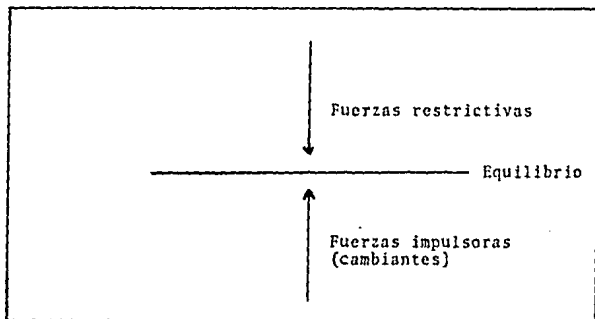 Fuerzas restrictivas
Equilibrio
Fuerzas impulsoras
(cambiantes)